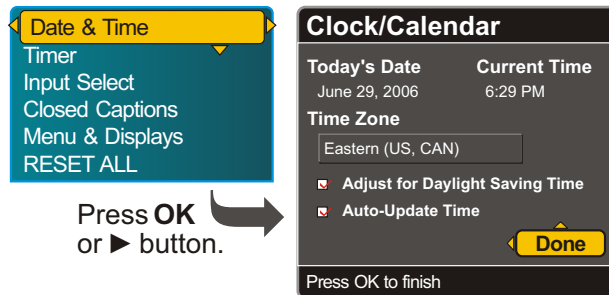 Date & Time
Timer
Input Select
Closed Captions
Menu & Displays
RESET ALL
Press OK
or ► button.
Clock/Calendar
Today's Date Current Time
June 29, 2006 6:29 PM
Time Zone
Eastern (US, CAN)
Adjust for Daylight Saving Time
Auto-Update Time
Done
Press OK to finish